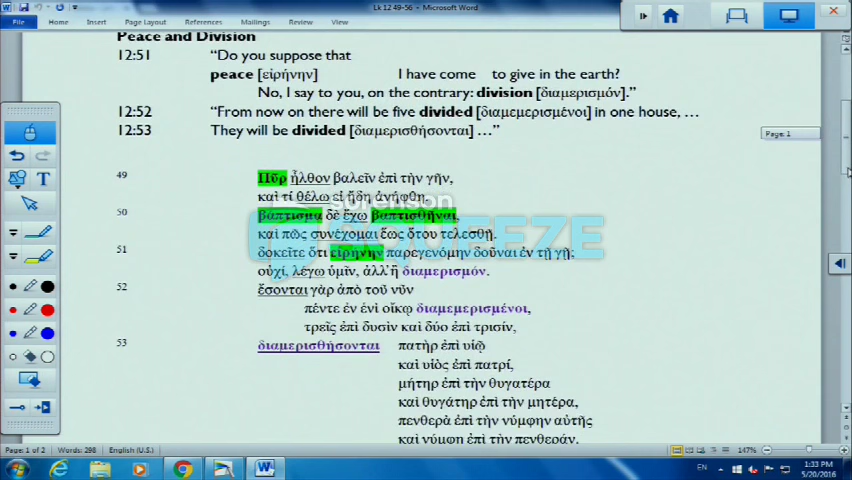 Lk 12 49-56 - Microsoft Word
File Home Insert Page Layout References Mailings Review View
Peace and Division
12:51 “Do you suppose that
peace [εἰρήνην] I have come to give in the earth?
No, I say to you, on the contrary: division [διαμερισμόν].”
12:52 “From now on there will be five divided [διαμεμερισμένοι] in one house, …
12:53 They will be divided [διαμερισθήσονται] …”
Page: 1
49 Πῦρ ἦλθον βαλεῖν ἐπὶ τὴν γῆν,
καὶ τί θέλω εἰ ἤδη ἀνήφθη.
sorenson
50 βάπτισμα δὲ ἔχω βαπτισθῆναι,
SQUEEZE
καὶ πῶς συνέχομαι ἕως ὅτου τελεσθῇ.
51 δοκεῖτε ὅτι εἰρήνην παρεγενόμην δοῦναι ἐν τῇ γῇ;
οὐχί, λέγω ὑμῖν, ἀλλ’ ἢ διαμερισμόν.
52 ἔσονται γὰρ ἀπὸ τοῦ νῦν
πέντε ἐν ἑνὶ οἴκῳ διαμεμερισμένοι,
τρεῖς ἐπὶ δυσὶν καὶ δύο ἐπὶ τρισίν,
53 διαμερισθήσονται πατὴρ ἐπὶ υἱῷ
καὶ υἱὸς ἐπὶ πατρί,
μήτηρ ἐπὶ τὴν θυγατέρα
καὶ θυγάτηρ ἐπὶ τὴν μητέρα,
πενθερὰ ἐπὶ τὴν νύμφην αὐτῆς
καὶ νύμφη ἐπὶ τὴν πενθεράν.
Page: 1 of 2 Words: 298 English (U.S.) 147%
EN 1:33 PM
5/20/2016